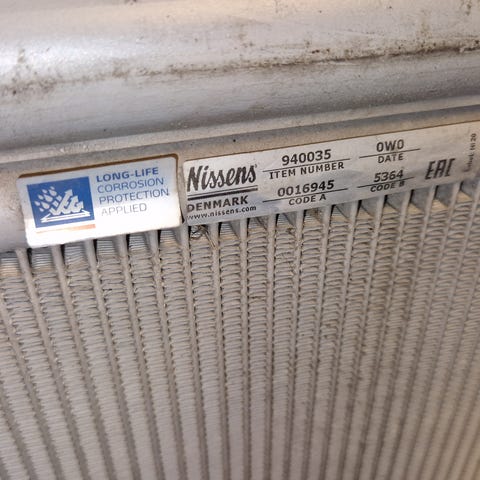 LONG-LIFE
CORROSION
PROTECTION
APPLIED
Nissens®
DENMARK
www.nissens.com
940035
ITEM NUMBER
0016945
CODE A
0W0
DATE
5364
CODE B
EAC